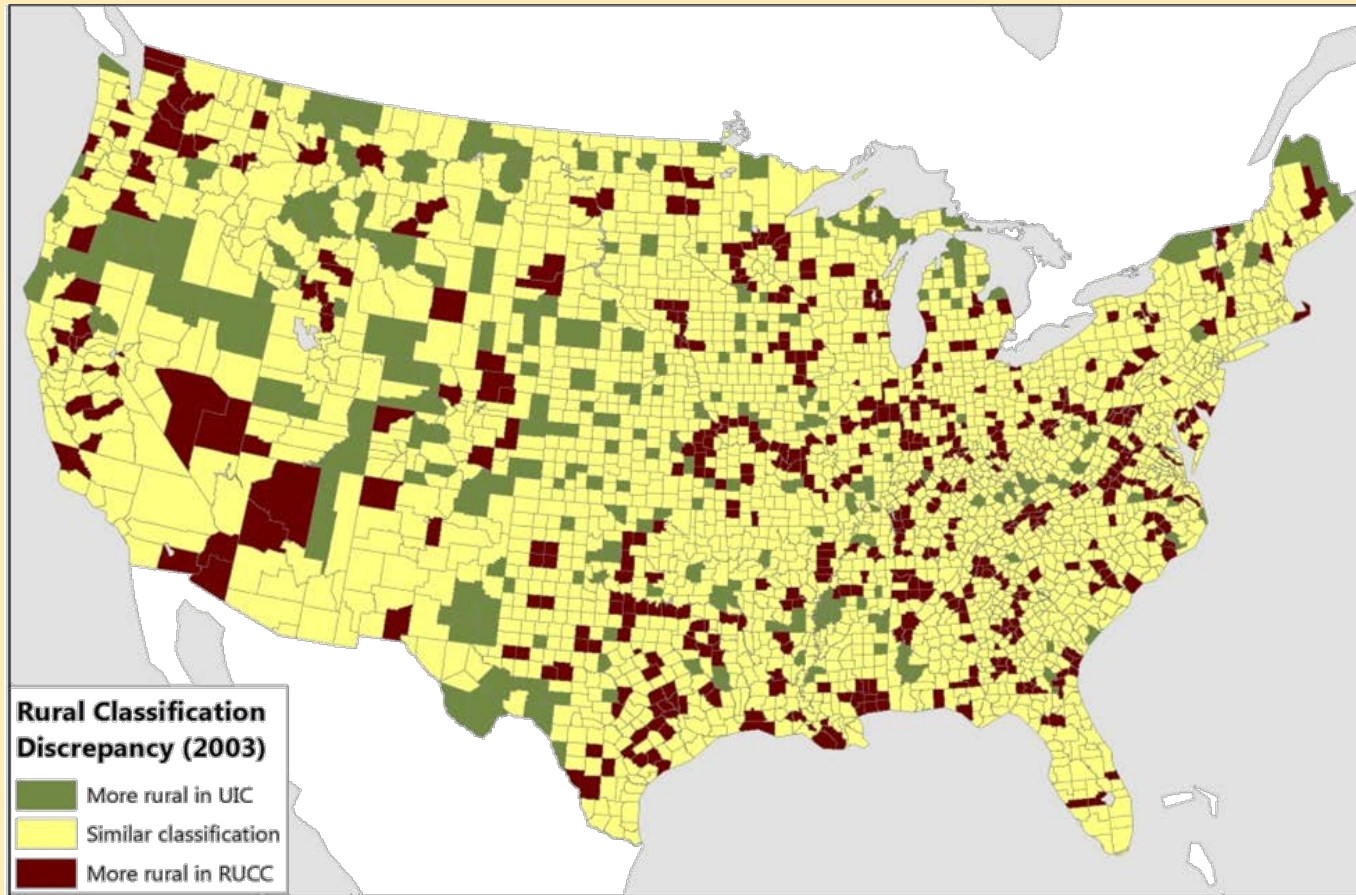 Rural Classification
Discrepancy (2003)
More rural in UIC
Similar classification
More rural in RUCC